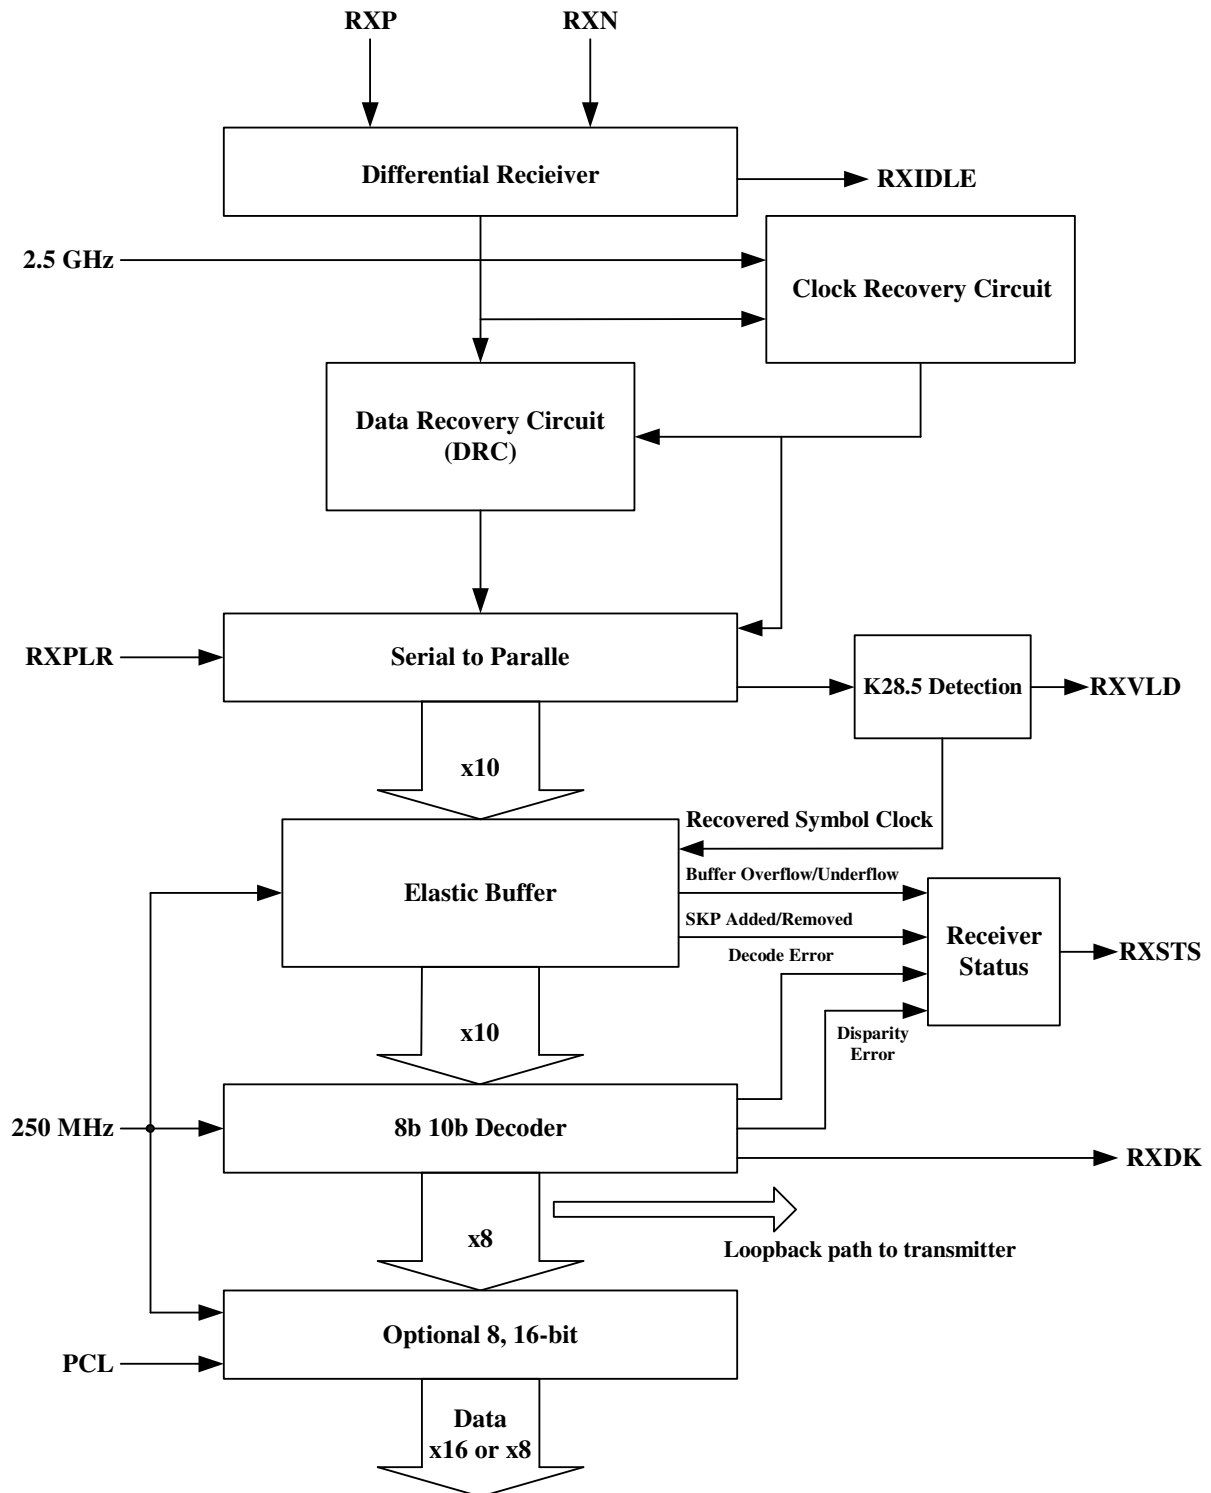 RXP
RXN
Differential Recieiver
RXIDLE
2.5 GHz
Clock Recovery Circuit
Data Recovery Circuit
(DRC)
RXPLR
Serial to Paralle
K28.5 Detection
RXVLD
x10
Recovered Symbol Clock
Elastic Buffer
Buffer Overflow/Underflow
SKP Added/Removed
Decode Error
Receiver
Status
RXSTS
x10
Disparity
Error
250 MHz
8b 10b Decoder
RXDK
x8
Loopback path to transmitter
Optional 8, 16-bit
PCL
Data
x16 or x8